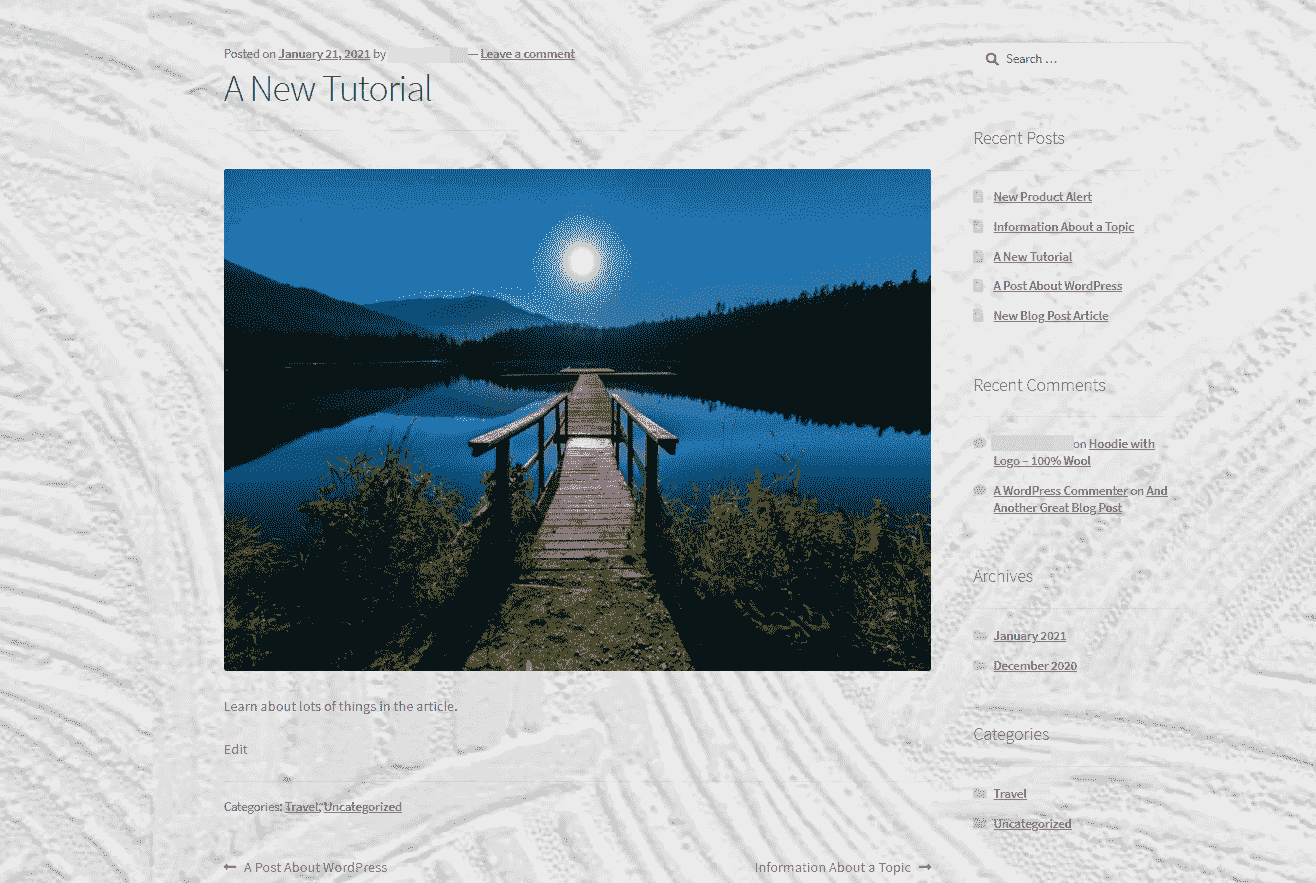 Posted on January 21, 2021 by — Leave a comment
A New Tutorial
Learn about lots of things in the article.
Edit
Categories: Travel, Uncategorized
← A Post About WordPress
Information About a Topic →
Search …
Recent Posts
New Product Alert
Information About a Topic
A New Tutorial
A Post About WordPress
New Blog Post Article
Recent Comments
on Hoodie with
Logo – 100% Wool
A WordPress Commenter on And
Another Great Blog Post
Archives
January 2021
December 2020
Categories
Travel
Uncategorized